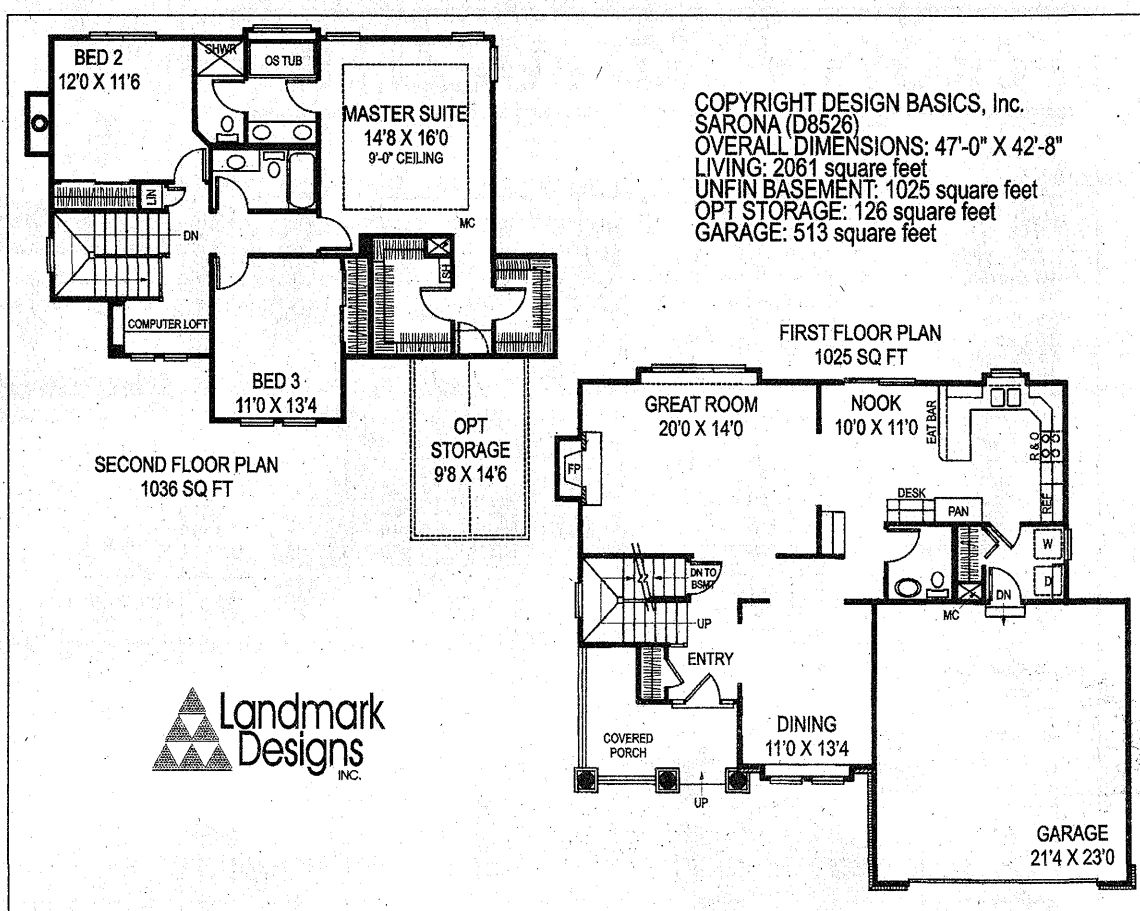 BED 2
12'0 X 11'6
SHWR
OS TUB
MASTER SUITE
14'8 X 16'0
9'-0" CEILING
LIN
DN
MC
SH
COMPUTER LOFT
BED 3
11'0 X 13'4
OPT
STORAGE
9'8 X 14'6
SECOND FLOOR PLAN
1036 SQ FT
COPYRIGHT DESIGN BASICS, Inc.
SARONA (D8526)
OVERALL DIMENSIONS: 47'-0" X 42'-8"
LIVING: 2061 square feet
UNFIN BASEMENT: 1025 square feet
OPT STORAGE: 126 square feet
GARAGE: 513 square feet
FIRST FLOOR PLAN
1025 SQ FT
GREAT ROOM
20'0 X 14'0
NOOK
10'0 X 11'0
EAT BAR
R & O
FP
DESK
PAN
REF
W
D
DN TO
BSMT
DN
UP
MC
ENTRY
DINING
11'0 X 13'4
COVERED
PORCH
UP
GARAGE
21'4 X 23'0
Landmark
Designs
INC.